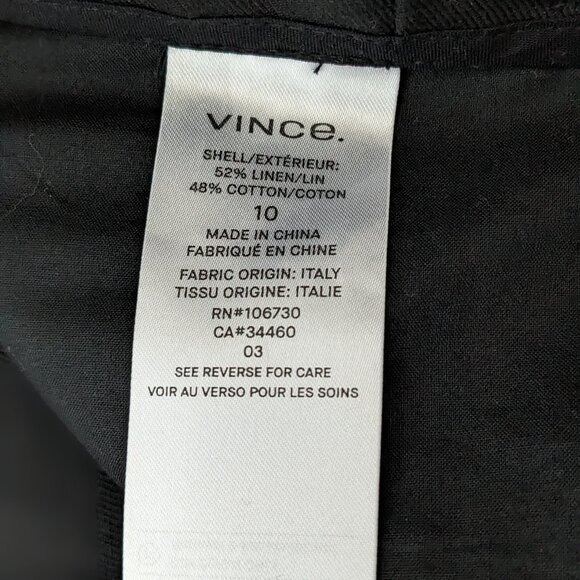 VINCe.
SHELL/EXTÉRIEUR:
52% LINEN/LIN
48% COTTON/COTON
10
MADE IN CHINA
FABRIQUÉ EN CHINE
FABRIC ORIGIN: ITALY
TISSU ORIGINE: ITALIE
RN#106730
CA#34460
03
SEE REVERSE FOR CARE
VOIR AU VERSO POUR LES SOINS